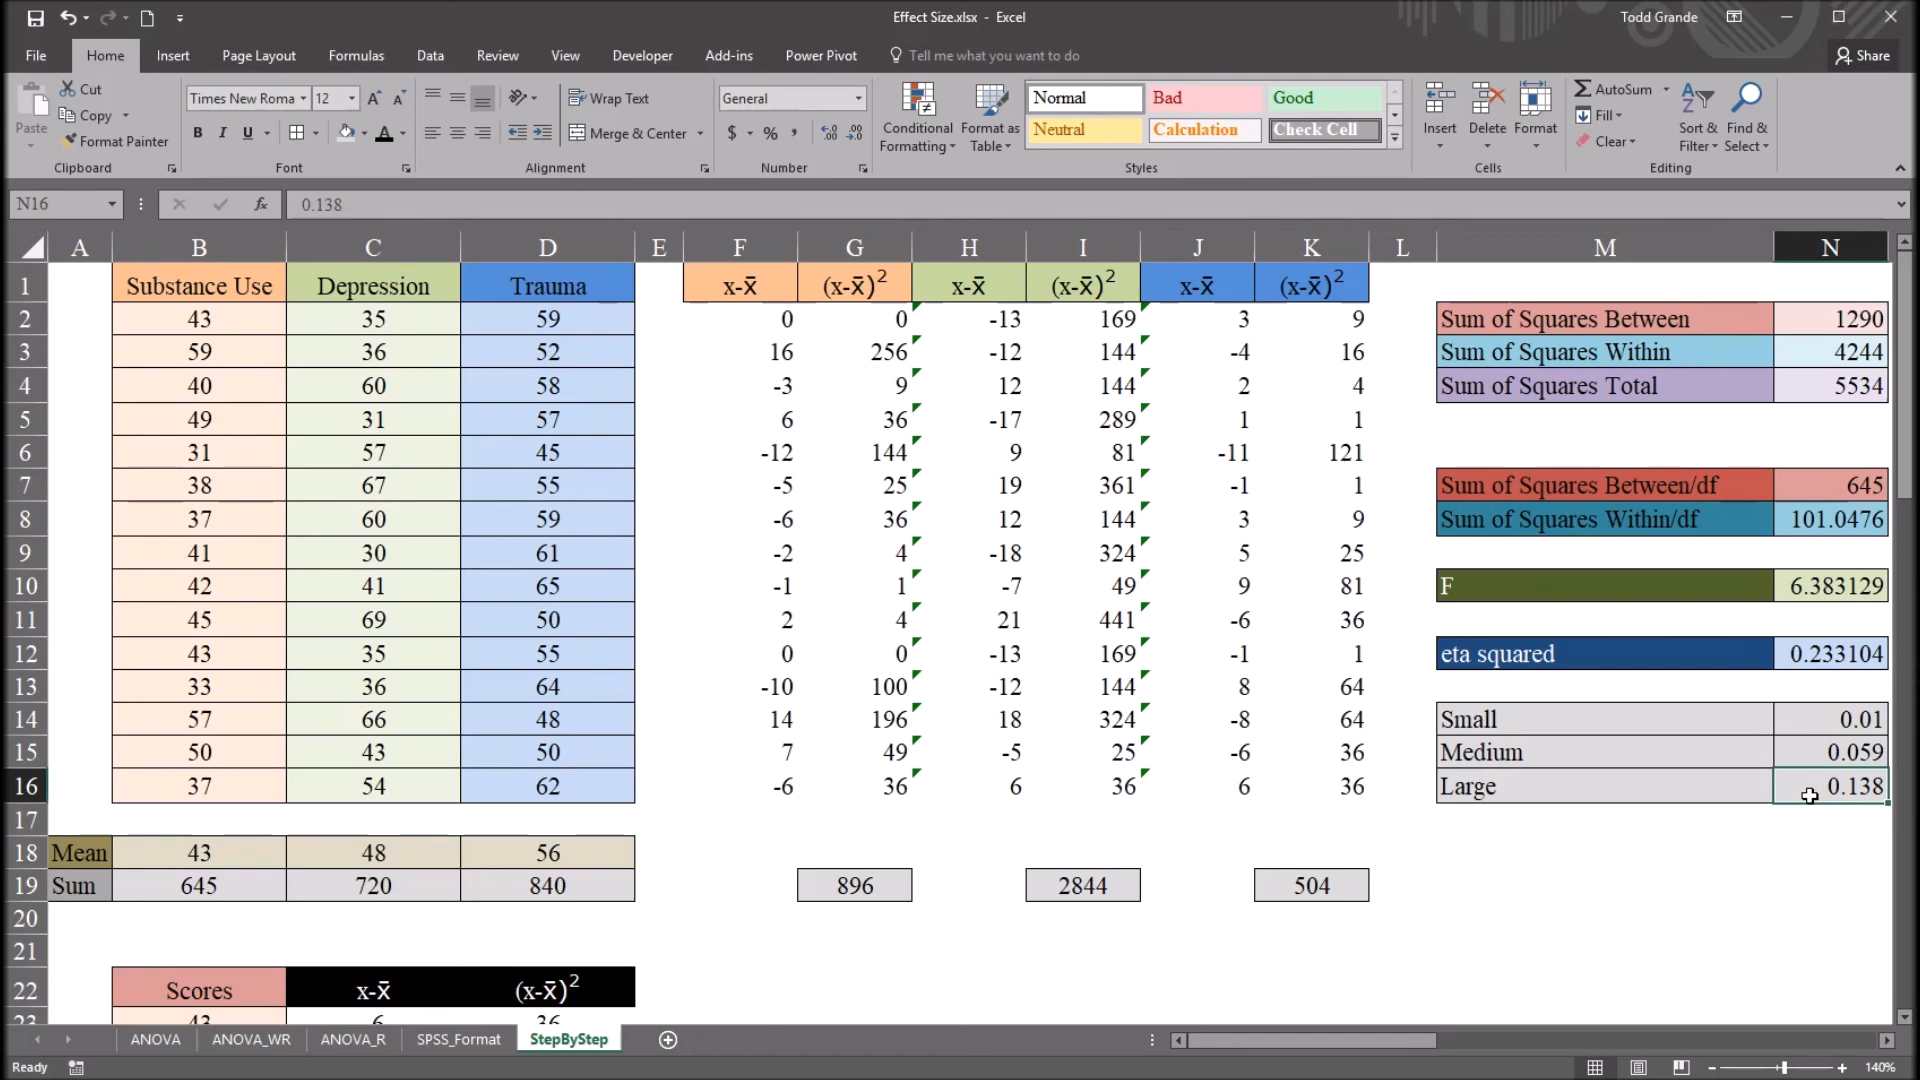 Effect Size.xlsx - Excel
Todd Grande
File Home Insert Page Layout Formulas Data Review View Developer Add-ins Power Pivot Tell me what you want to do Share
Paste
Cut
Copy
Format Painter
Clipboard
Times New Roma 12
B I U
Font
Wrap Text
Merge & Center
Alignment
General
$ % ,
Number
Conditional Formatting
Format as Table
Normal Bad Good
Neutral Calculation Check Cell
Styles
Insert Delete Format
Cells
AutoSum
Fill
Clear
Sort & Filter
Find & Select
Editing
N16 fx 0.138
A B C D E F G H I J K L M N
1 Substance Use Depression Trauma x-x̄ (x-x̄)² x-x̄ (x-x̄)² x-x̄ (x-x̄)²
2 43 35 59 0 0 -13 169 3 9 Sum of Squares Between 1290
3 59 36 52 16 256 -12 144 -4 16 Sum of Squares Within 4244
4 40 60 58 -3 9 12 144 2 4 Sum of Squares Total 5534
5 49 31 57 6 36 -17 289 1 1
6 31 57 45 -12 144 9 81 -11 121
7 38 67 55 -5 25 19 361 -1 1 Sum of Squares Between/df 645
8 37 60 59 -6 36 12 144 3 9 Sum of Squares Within/df 101.0476
9 41 30 61 -2 4 -18 324 5 25
10 42 41 65 -1 1 -7 49 9 81 F 6.383129
11 45 69 50 2 4 21 441 -6 36
12 43 35 55 0 0 -13 169 -1 1 eta squared 0.233104
13 33 36 64 -10 100 -12 144 8 64
14 57 66 48 14 196 18 324 -8 64 Small 0.01
15 50 43 50 7 49 -5 25 -6 36 Medium 0.059
16 37 54 62 -6 36 6 36 6 36 Large 0.138
17
18 Mean 43 48 56
19 Sum 645 720 840 896 2844 504
20
21
22 Scores x-x̄ (x-x̄)²
23 43 -6 36
ANOVA ANOVA_WR ANOVA_R SPSS_Format StepByStep
Ready 140%